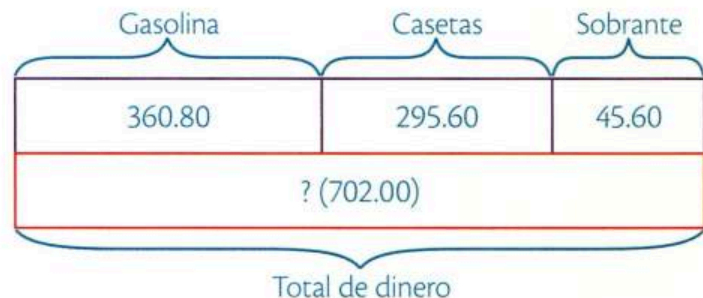 Gasolina Casetas Sobrante
360.80 295.60 45.60
? (702.00)
Total de dinero